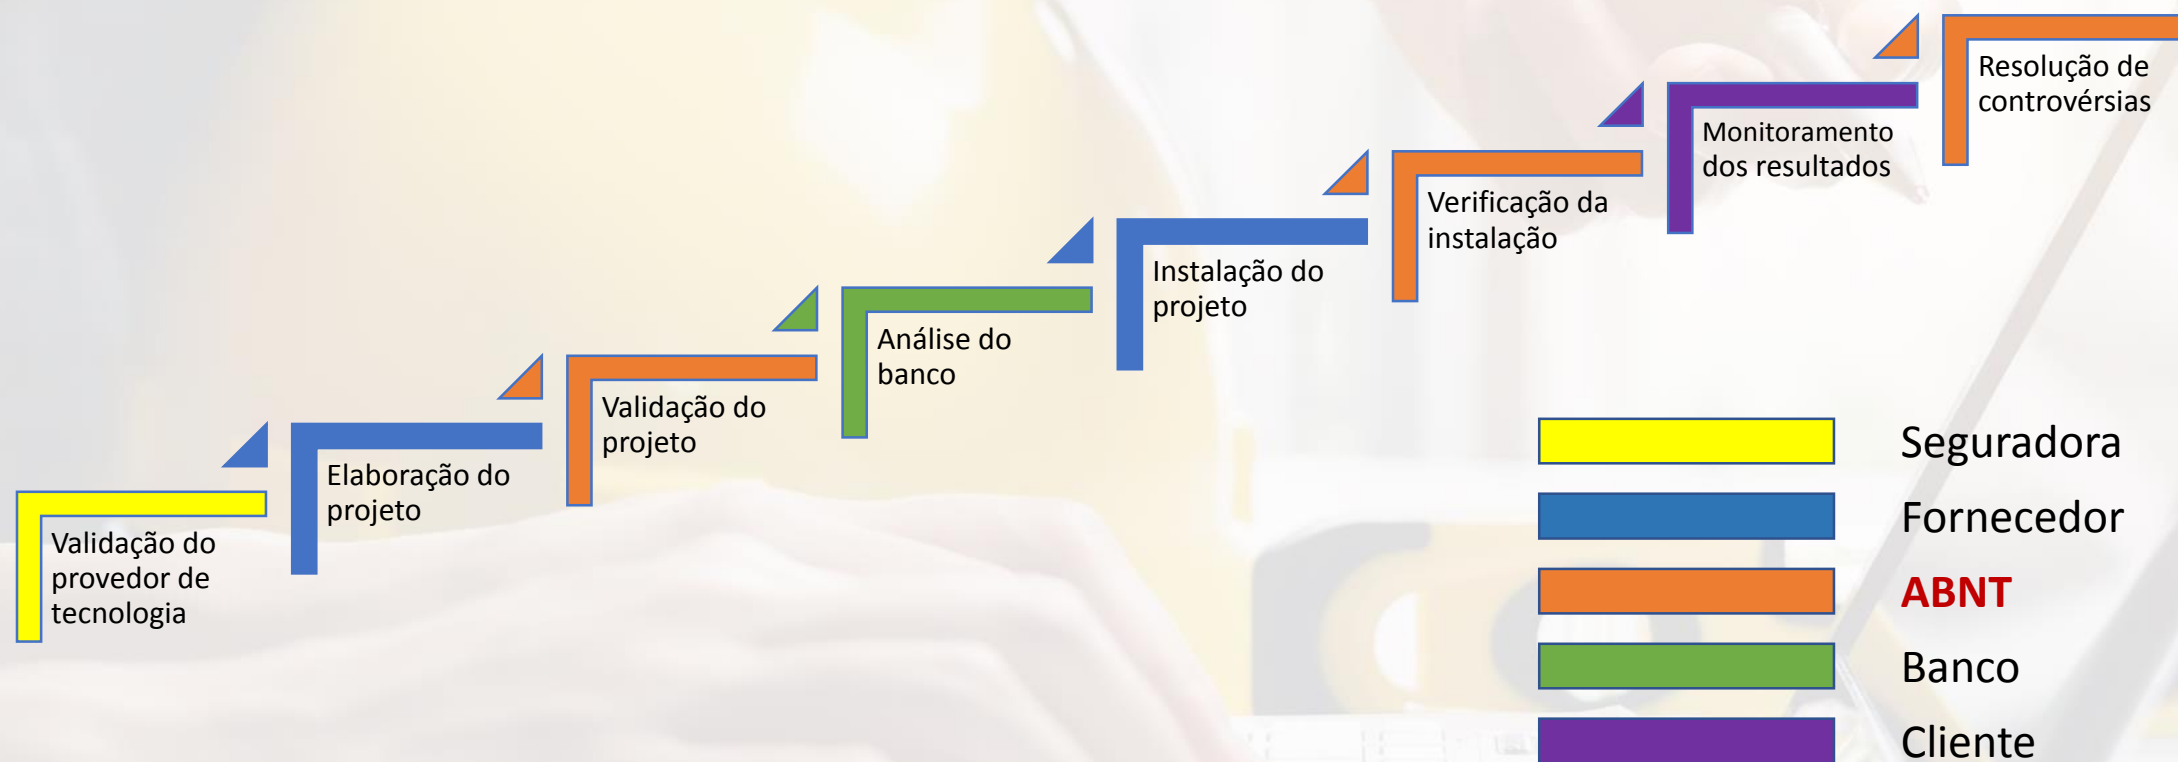 Validação do
provedor de
tecnologia
Elaboração do
projeto
Validação do
projeto
Análise do
banco
Instalação do
projeto
Verificação da
instalação
Monitoramento
dos resultados
Resolução de
controvérsias
Seguradora
Fornecedor
ABNT
Banco
Cliente